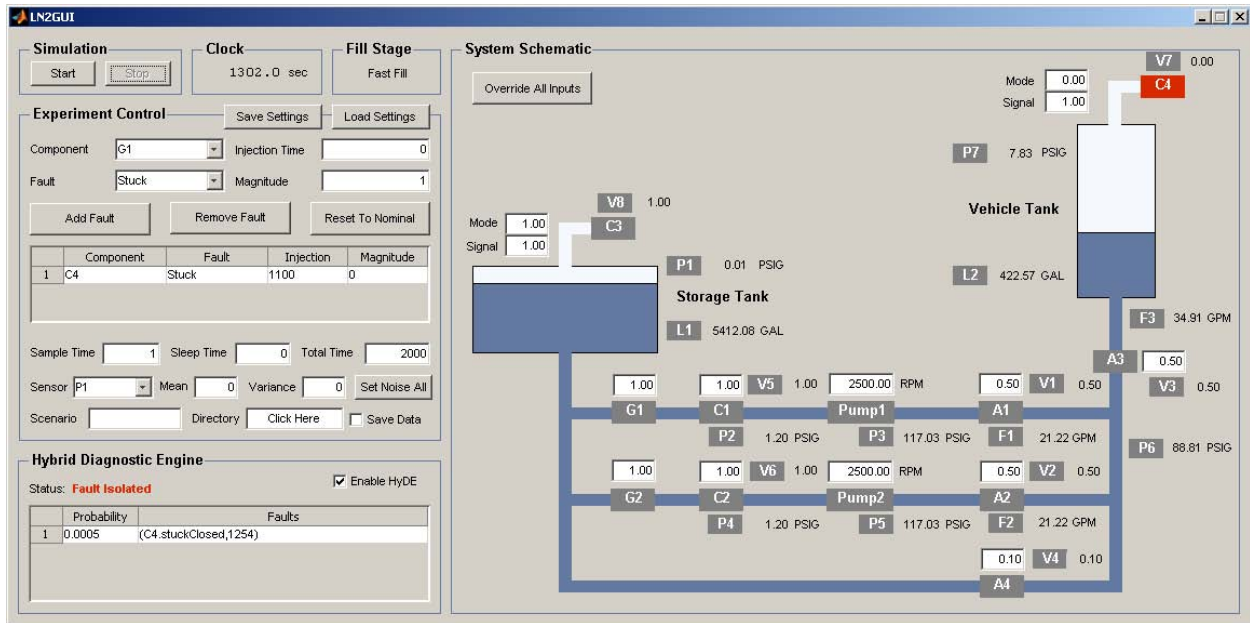 LN2GUI
Simulation
Start Stop
Clock
1302.0 sec
Fill Stage
Fast Fill
Experiment Control
Save Settings Load Settings
Component G1 Injection Time 0
Fault Stuck Magnitude 1
Add Fault Remove Fault Reset To Nominal
Component Fault Injection Magnitude
1 C4 Stuck 1100 0
Sample Time 1 Sleep Time 0 Total Time 2000
Sensor P1 Mean 0 Variance 0 Set Noise All
Scenario Directory Click Here Save Data
Hybrid Diagnostic Engine
Status: Fault Isolated Enable HyDE
Probability Faults
1 0.0005 (C4.stuckClosed,1254)
System Schematic
Override All Inputs
V7 0.00
Mode 0.00 C4
Signal 1.00
P7 7.83 PSIG
V8 1.00
Mode 1.00 C3
Signal 1.00
Vehicle Tank
P1 0.01 PSIG
L2 422.57 GAL
Storage Tank
L1 5412.08 GAL
F3 34.91 GPM
A3 0.50
V3 0.50
1.00 1.00 V5 1.00 2500.00 RPM 0.50 V1 0.50
G1 C1 Pump1 A1
P2 1.20 PSIG P3 117.03 PSIG F1 21.22 GPM
P6 88.81 PSIG
1.00 1.00 V6 1.00 2500.00 RPM 0.50 V2 0.50
G2 C2 Pump2 A2
P4 1.20 PSIG P5 117.03 PSIG F2 21.22 GPM
0.10 V4 0.10
A4